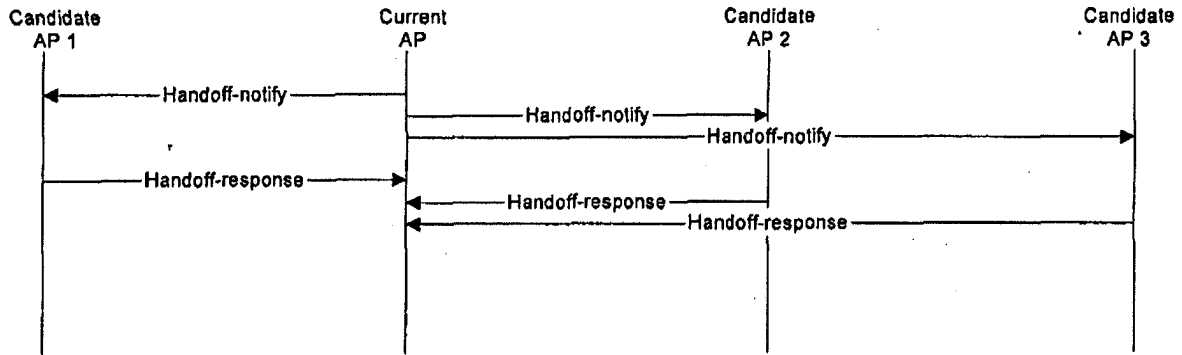 Candidate
AP 1
Current
AP
Candidate
AP 2
Candidate
AP 3
Handoff-notify
Handoff-notify
Handoff-notify
Handoff-response
Handoff-response
Handoff-response